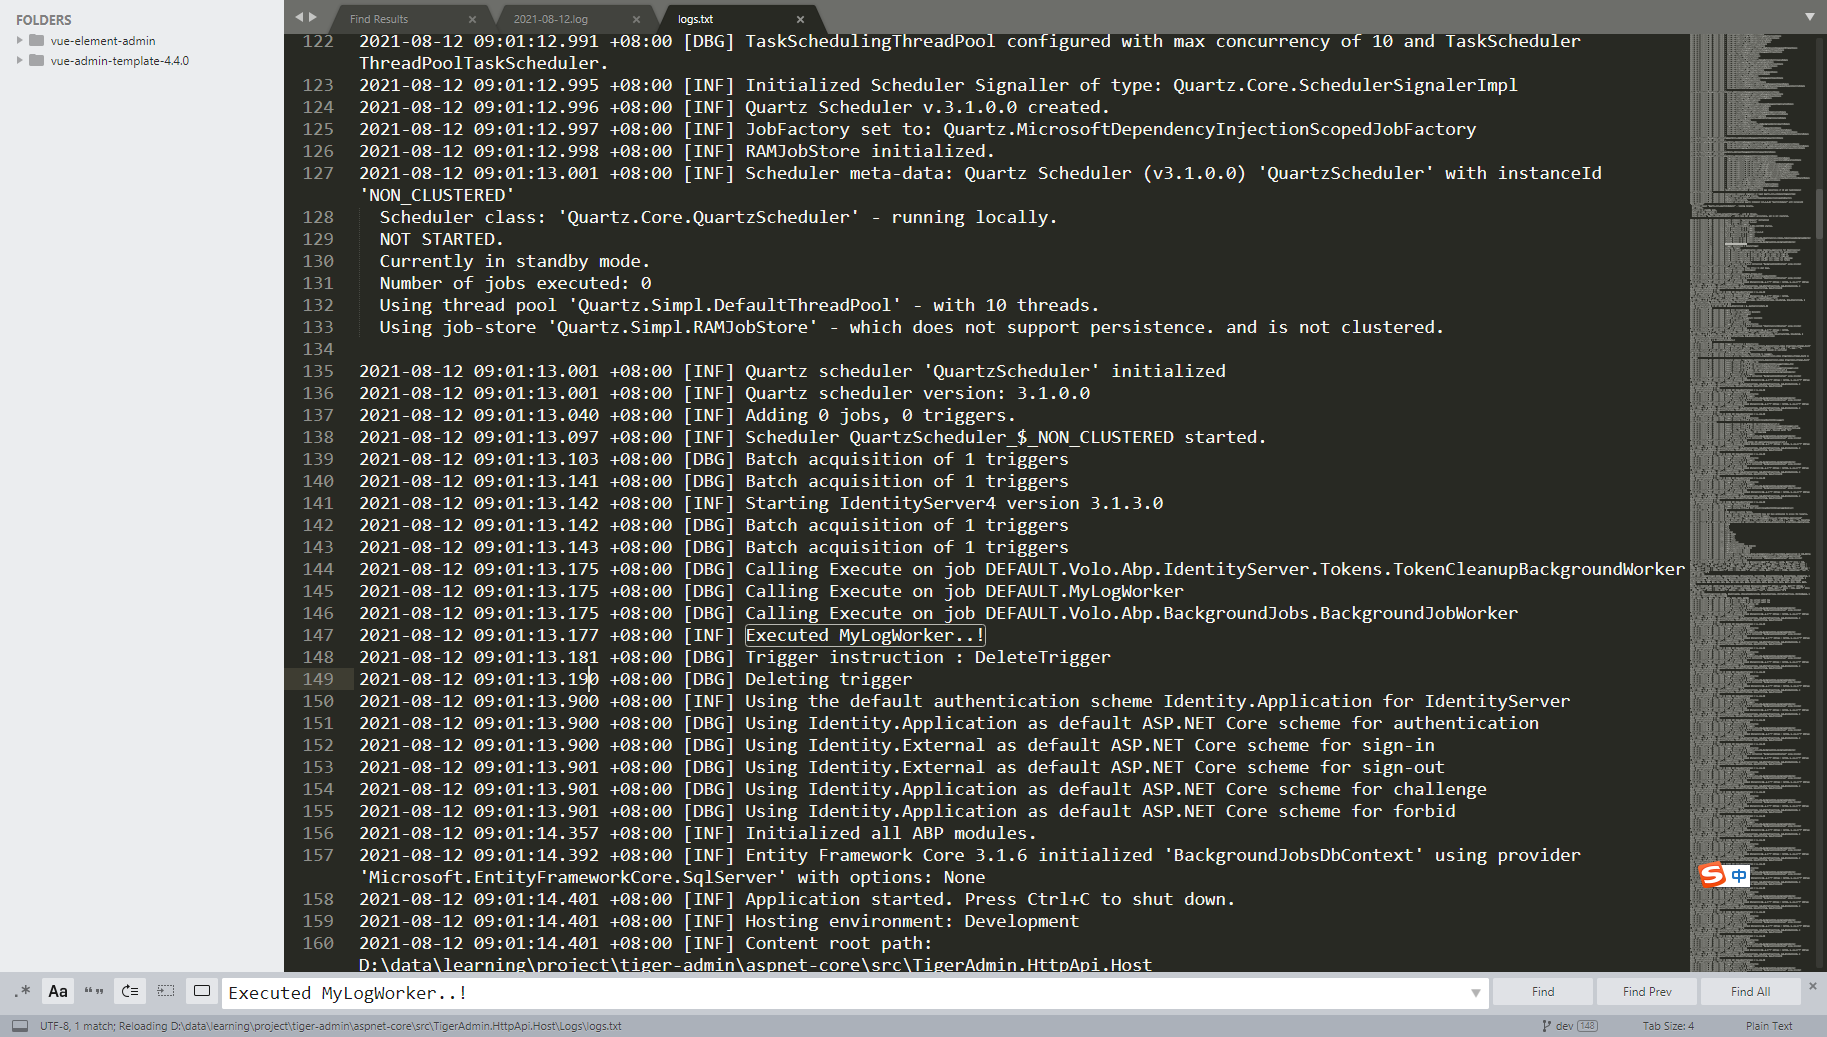 FOLDERS
vue-element-admin
vue-admin-template-4.4.0
Find Results
2021-08-12.log
logs.txt
122 2021-08-12 09:01:12.991 +08:00 [DBG] TaskSchedulingThreadPool configured with max concurrency of 10 and TaskScheduler
ThreadPoolTaskScheduler.
123 2021-08-12 09:01:12.995 +08:00 [INF] Initialized Scheduler Signaller of type: Quartz.Core.SchedulerSignalerImpl
124 2021-08-12 09:01:12.996 +08:00 [INF] Quartz Scheduler v.3.1.0.0 created.
125 2021-08-12 09:01:12.997 +08:00 [INF] JobFactory set to: Quartz.MicrosoftDependencyInjectionScopedJobFactory
126 2021-08-12 09:01:12.998 +08:00 [INF] RAMJobStore initialized.
127 2021-08-12 09:01:13.001 +08:00 [INF] Scheduler meta-data: Quartz Scheduler (v3.1.0.0) 'QuartzScheduler' with instanceId
'NON_CLUSTERED'
128 Scheduler class: 'Quartz.Core.QuartzScheduler' - running locally.
129 NOT STARTED.
130 Currently in standby mode.
131 Number of jobs executed: 0
132 Using thread pool 'Quartz.Simpl.DefaultThreadPool' - with 10 threads.
133 Using job-store 'Quartz.Simpl.RAMJobStore' - which does not support persistence. and is not clustered.
134
135 2021-08-12 09:01:13.001 +08:00 [INF] Quartz scheduler 'QuartzScheduler' initialized
136 2021-08-12 09:01:13.001 +08:00 [INF] Quartz scheduler version: 3.1.0.0
137 2021-08-12 09:01:13.040 +08:00 [INF] Adding 0 jobs, 0 triggers.
138 2021-08-12 09:01:13.097 +08:00 [INF] Scheduler QuartzScheduler_$_NON_CLUSTERED started.
139 2021-08-12 09:01:13.103 +08:00 [DBG] Batch acquisition of 1 triggers
140 2021-08-12 09:01:13.141 +08:00 [DBG] Batch acquisition of 1 triggers
141 2021-08-12 09:01:13.142 +08:00 [INF] Starting IdentityServer4 version 3.1.3.0
142 2021-08-12 09:01:13.142 +08:00 [DBG] Batch acquisition of 1 triggers
143 2021-08-12 09:01:13.143 +08:00 [DBG] Batch acquisition of 1 triggers
144 2021-08-12 09:01:13.175 +08:00 [DBG] Calling Execute on job DEFAULT.Volo.Abp.IdentityServer.Tokens.TokenCleanupBackgroundWorker
145 2021-08-12 09:01:13.175 +08:00 [DBG] Calling Execute on job DEFAULT.MyLogWorker
146 2021-08-12 09:01:13.175 +08:00 [DBG] Calling Execute on job DEFAULT.Volo.Abp.BackgroundJobs.BackgroundJobWorker
147 2021-08-12 09:01:13.177 +08:00 [INF] Executed MyLogWorker..!
148 2021-08-12 09:01:13.181 +08:00 [DBG] Trigger instruction : DeleteTrigger
149 2021-08-12 09:01:13.190 +08:00 [DBG] Deleting trigger
150 2021-08-12 09:01:13.900 +08:00 [INF] Using the default authentication scheme Identity.Application for IdentityServer
151 2021-08-12 09:01:13.900 +08:00 [DBG] Using Identity.Application as default ASP.NET Core scheme for authentication
152 2021-08-12 09:01:13.900 +08:00 [DBG] Using Identity.External as default ASP.NET Core scheme for sign-in
153 2021-08-12 09:01:13.901 +08:00 [DBG] Using Identity.External as default ASP.NET Core scheme for sign-out
154 2021-08-12 09:01:13.901 +08:00 [DBG] Using Identity.Application as default ASP.NET Core scheme for challenge
155 2021-08-12 09:01:13.901 +08:00 [DBG] Using Identity.Application as default ASP.NET Core scheme for forbid
156 2021-08-12 09:01:14.357 +08:00 [INF] Initialized all ABP modules.
157 2021-08-12 09:01:14.392 +08:00 [INF] Entity Framework Core 3.1.6 initialized 'BackgroundJobsDbContext' using provider
'Microsoft.EntityFrameworkCore.SqlServer' with options: None
158 2021-08-12 09:01:14.401 +08:00 [INF] Application started. Press Ctrl+C to shut down.
159 2021-08-12 09:01:14.401 +08:00 [INF] Hosting environment: Development
160 2021-08-12 09:01:14.401 +08:00 [INF] Content root path:
D:\data\learning\project\tiger-admin\aspnet-core\src\TigerAdmin.HttpApi.Host
S 中
.* Aa “” Executed MyLogWorker..! Find Find Prev Find All
UTF-8, 1 match; Reloading D:\data\learning\project\tiger-admin\aspnet-core\src\TigerAdmin.HttpApi.Host\Logs\logs.txt dev 148 Tab Size: 4 Plain Text